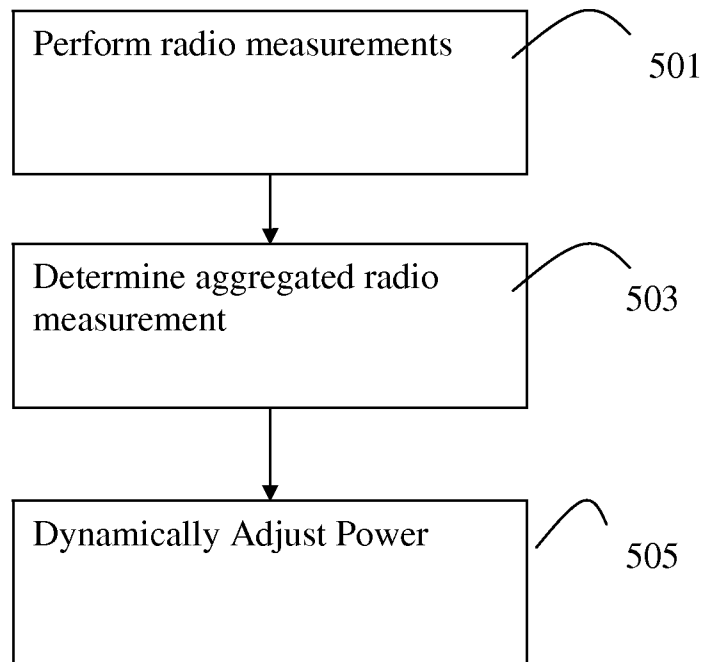 Perform radio measurements
501
Determine aggregated radio
measurement
503
Dynamically Adjust Power
505